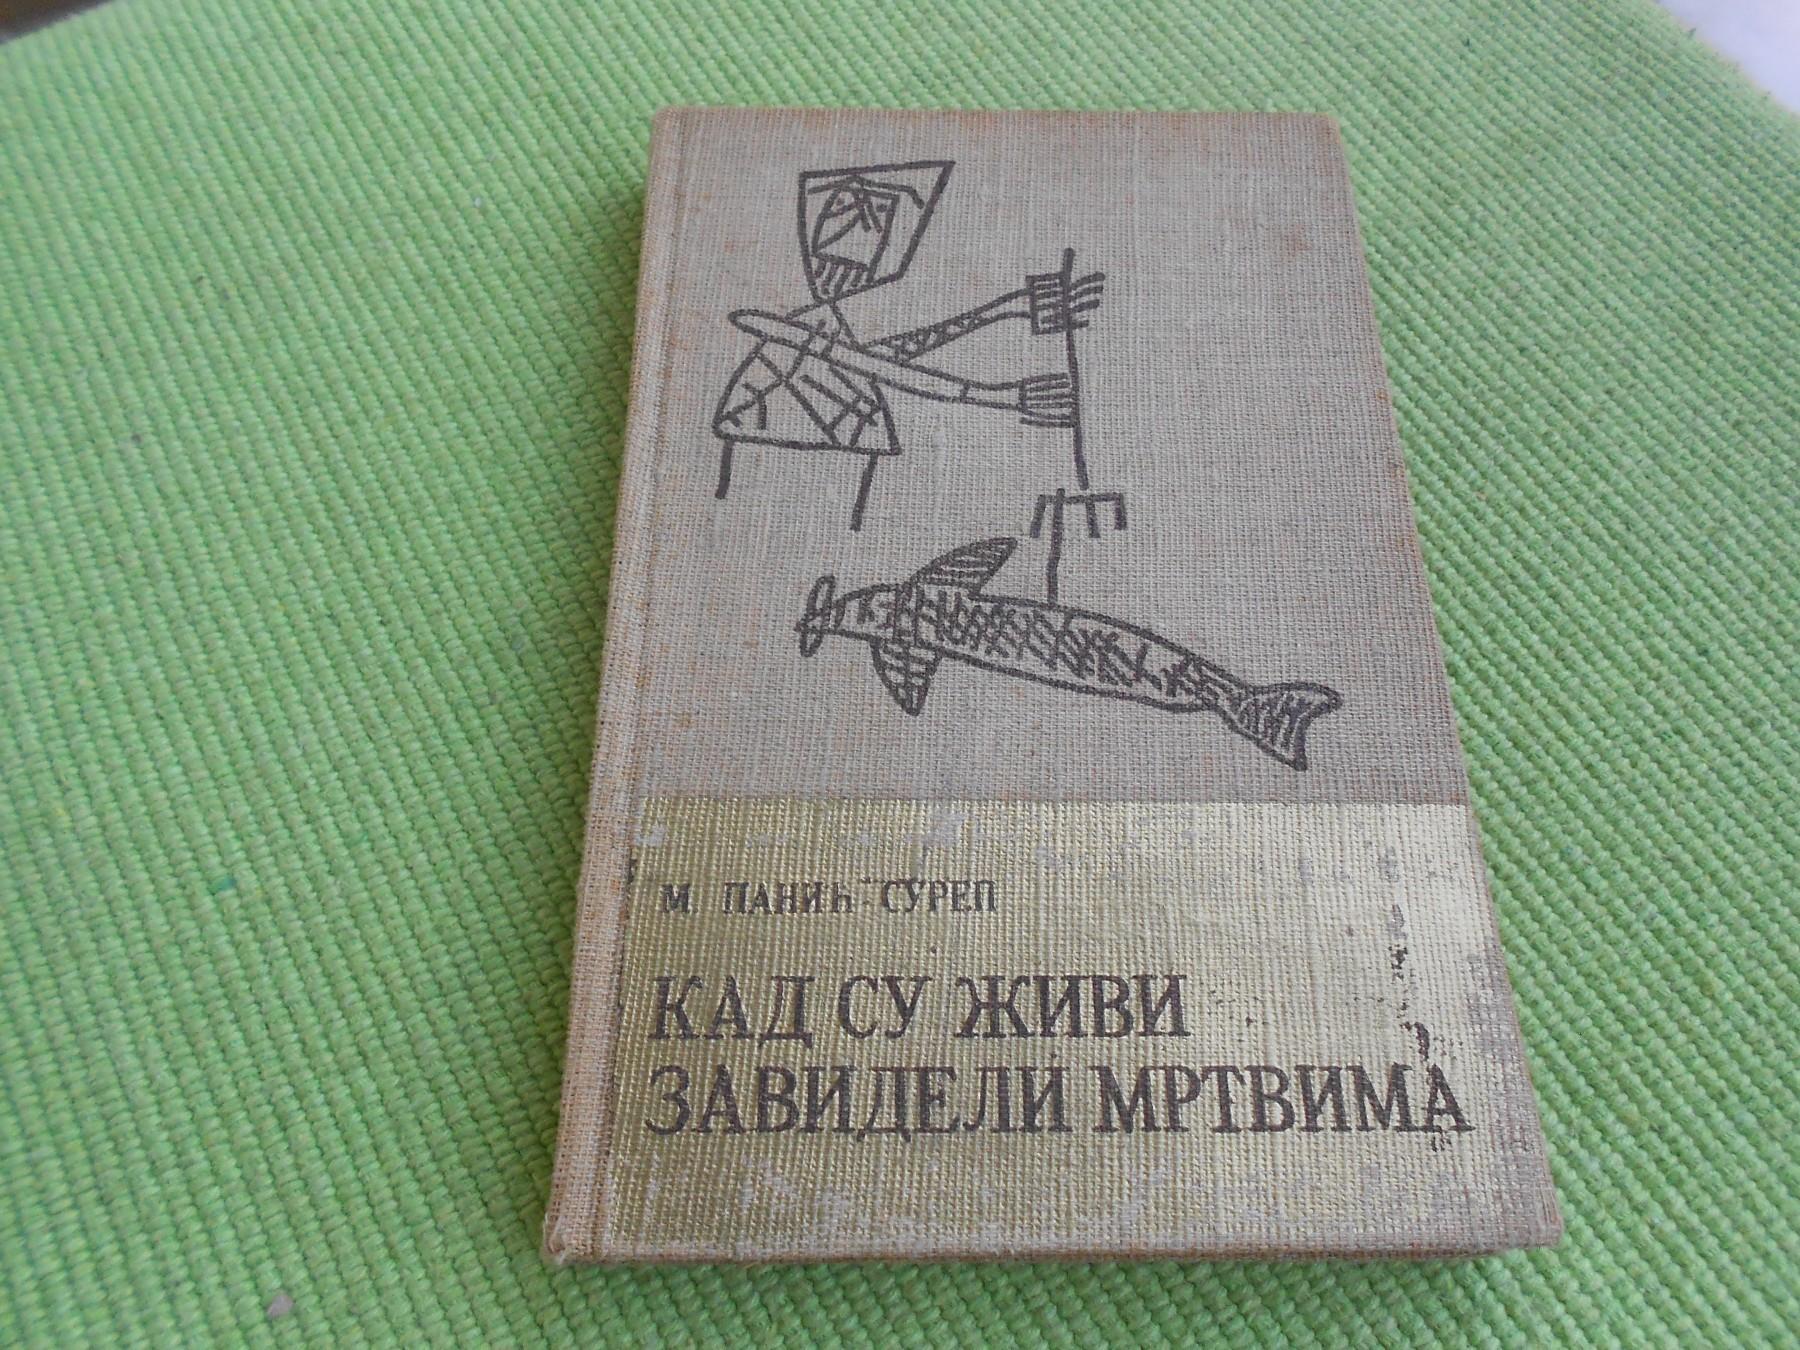 М ПАНИЋ-СУРЕП
КАД СУ ЖИВИ
ЗАВИДЕЛИ МРТВИМА